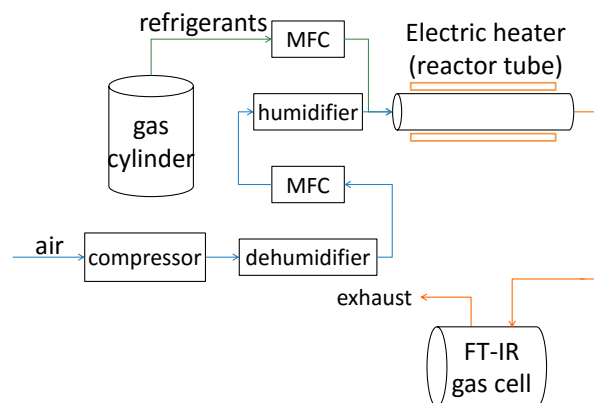 refrigerants
MFC
Electric heater
(reactor tube)
gas
cylinder
humidifier
MFC
air
compressor
dehumidifier
exhaust
FT-IR
gas cell